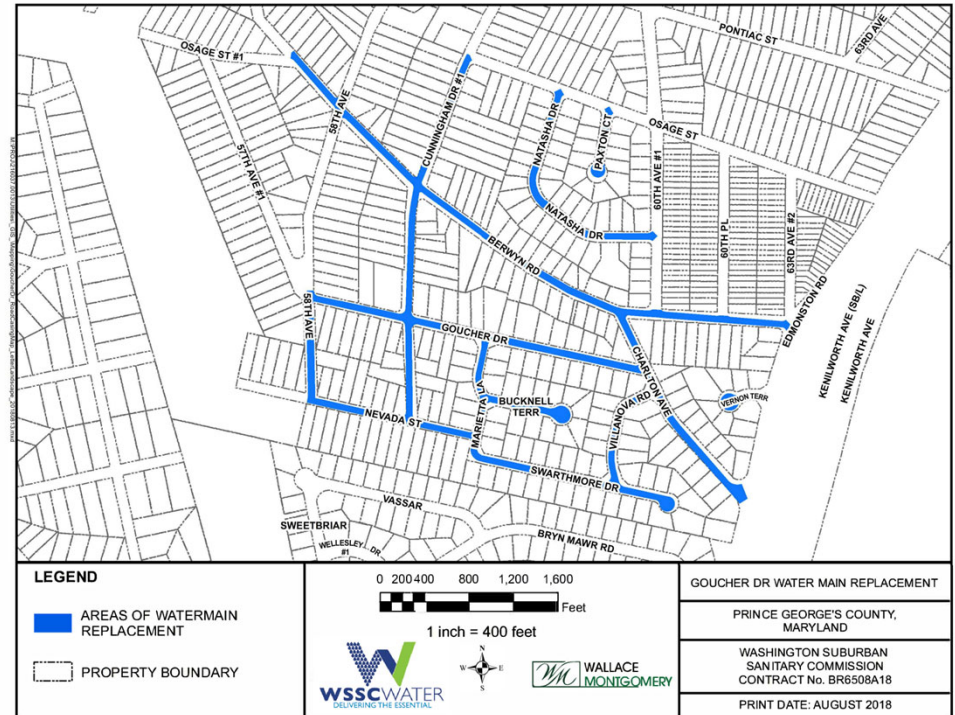 PONTIAC ST
63RD AVE
OSAGE ST #1
58TH AVE
CUNNINGHAM DR #1
NATASHA DR
PAXTON CT
OSAGE ST
57TH AVE #1
60TH AVE #1
NATASHA DR
60TH PL
63RD AVE #2
BERWYN RD
EDMONSTON RD
KENILWORTH AVE (SB/L)
KENILWORTH AVE
58TH AVE
GOUCHER DR
CHARLTON AVE
MARIETTA LA
BUCKNELL
TERR
VILLANOVA RD
VERNON TERR
NEVADA ST
SWARTHMORE DR
VASSAR
SWEETBRIAR
BRYN MAWR RD
WELLESLEY DR
#1
LEGEND
AREAS OF WATERMAIN
REPLACEMENT
PROPERTY BOUNDARY
0 200 400 800 1,200 1,600
Feet
1 inch = 400 feet
WSSCWATER
DELIVERING THE ESSENTIAL
N
W E
S
WM
WALLACE
MONTGOMERY
GOUCHER DR WATER MAIN REPLACEMENT
PRINCE GEORGE'S COUNTY,
MARYLAND
WASHINGTON SUBURBAN
SANITARY COMMISSION
CONTRACT No. BR6508A18
PRINT DATE: AUGUST 2018